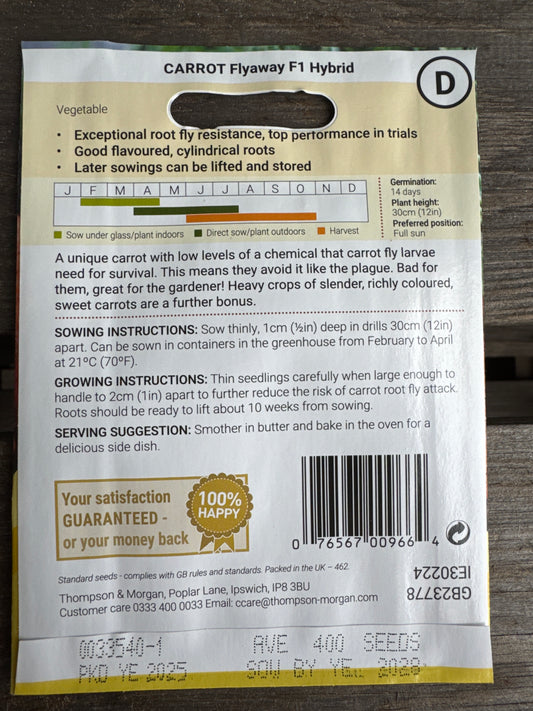 CARROT Flyaway F1 Hybrid
D
Vegetable
• Exceptional root fly resistance, top performance in trials
• Good flavoured, cylindrical roots
• Later sowings can be lifted and stored
J F M A M J J A S O N D
Sow under glass/plant indoors Direct sow/plant outdoors Harvest
Germination:
14 days
Plant height:
30cm (12in)
Preferred position:
Full sun
A unique carrot with low levels of a chemical that carrot fly larvae
need for survival. This means they avoid it like the plague. Bad for
them, great for the gardener! Heavy crops of slender, richly coloured,
sweet carrots are a further bonus.
SOWING INSTRUCTIONS: Sow thinly, 1cm (½in) deep in drills 30cm (12in)
apart. Can be sown in containers in the greenhouse from February to April
at 21ºC (70ºF).
GROWING INSTRUCTIONS: Thin seedlings carefully when large enough to
handle to 2cm (1in) apart to further reduce the risk of carrot root fly attack.
Roots should be ready to lift about 10 weeks from sowing.
SERVING SUGGESTION: Smother in butter and bake in the oven for a
delicious side dish.
Your satisfaction
GUARANTEED -
or your money back
100%
HAPPY
0 76567 00966 4
Standard seeds - complies with GB rules and standards. Packed in the UK – 462.
Thompson & Morgan, Poplar Lane, Ipswich, IP8 3BU
Customer care 0333 400 0033 Email: ccare@thompson-morgan.com
GB23778
IE30224
0033540-1 AVE 400 SEEDS
PKD YE 2025 SOW BY YE. 2028